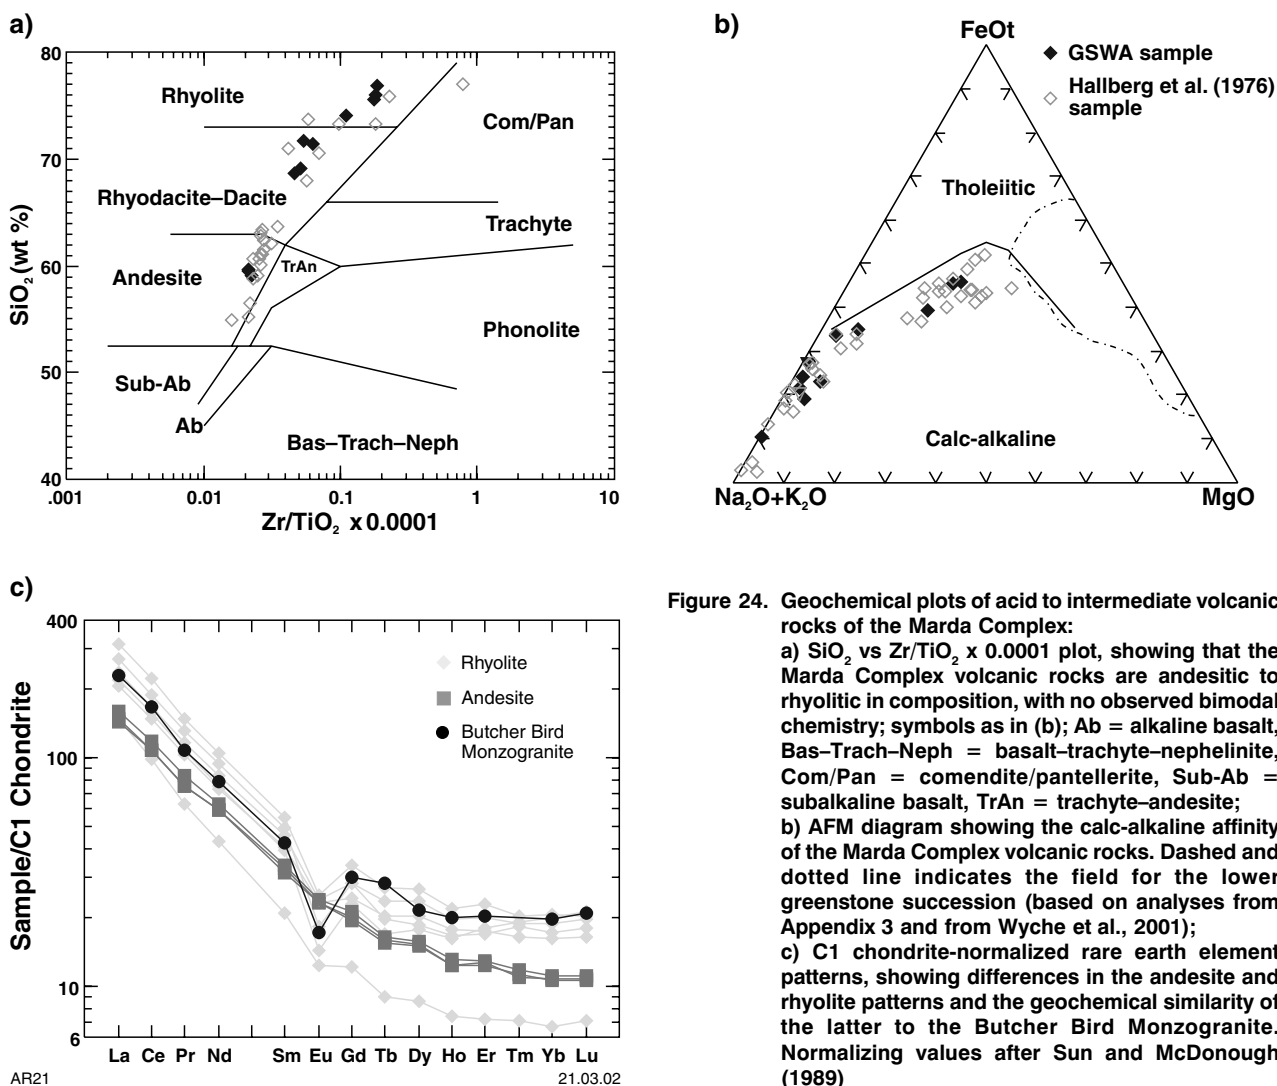 a)
80
70
60
50
40
SiO2 (wt %)
Rhyolite
Com/Pan
Rhyodacite–Dacite
Trachyte
Andesite
TrAn
Phonolite
Sub-Ab
Ab
Bas–Trach–Neph
.001
0.01
0.1
1
10
Zr/TiO2 x 0.0001
b)
FeOt
GSWA sample
Hallberg et al. (1976)
sample
Tholeiitic
Calc-alkaline
Na2O+K2O
MgO
c)
400
100
10
6
Sample/C1 Chondrite
Rhyolite
Andesite
Butcher Bird
Monzogranite
La Ce Pr Nd Sm Eu Gd Tb Dy Ho Er Tm Yb Lu
AR21
21.03.02
Figure 24. Geochemical plots of acid to intermediate volcanic
rocks of the Marda Complex:
a) SiO2 vs Zr/TiO2 x 0.0001 plot, showing that the
Marda Complex volcanic rocks are andesitic to
rhyolitic in composition, with no observed bimodal
chemistry; symbols as in (b); Ab = alkaline basalt,
Bas–Trach–Neph = basalt–trachyte–nephelinite,
Com/Pan = comendite/pantellerite, Sub-Ab =
subalkaline basalt, TrAn = trachyte–andesite;
b) AFM diagram showing the calc-alkaline affinity
of the Marda Complex volcanic rocks. Dashed and
dotted line indicates the field for the lower
greenstone succession (based on analyses from
Appendix 3 and from Wyche et al., 2001);
c) C1 chondrite-normalized rare earth element
patterns, showing differences in the andesite and
rhyolite patterns and the geochemical similarity of
the latter to the Butcher Bird Monzogranite.
Normalizing values after Sun and McDonough
(1989)